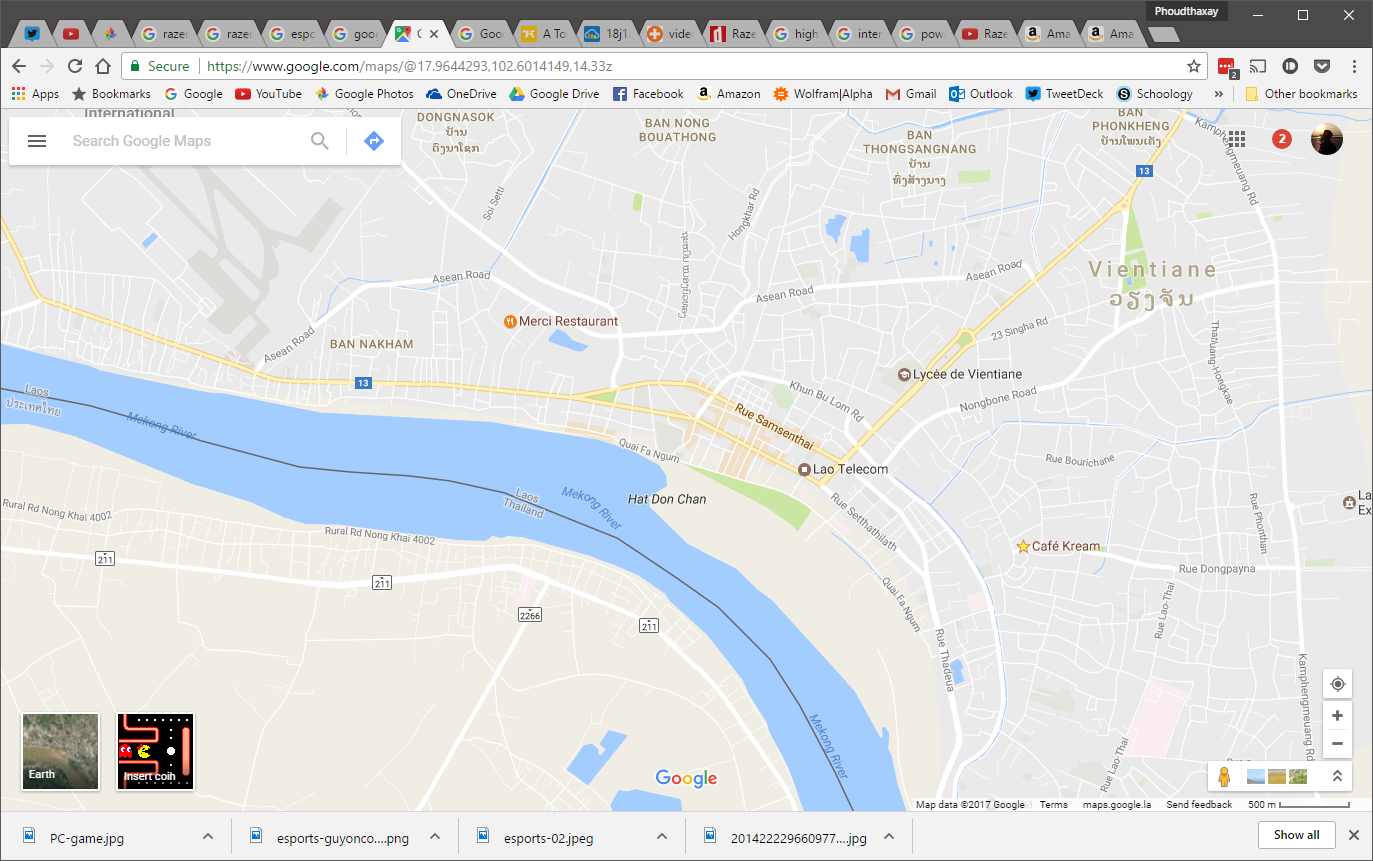 Phoudthaxay
razer
razer
espo
goo
G
Goo
A To
18j1
vide
Raze
high
inter
pow
Raze
Ama
Ama
Secure
https://www.google.com/maps/@17.9644293,102.6014149,14.33z
2
Apps
Bookmarks
Google
YouTube
Google Photos
OneDrive
Google Drive
Facebook
Amazon
Wolfram|Alpha
Gmail
Outlook
TweetDeck
Schoology
»
Other bookmarks
International
Search Google Maps
DONGNASOK
ບ້ານ
ດົງນາໂຊກ
BAN NONG
BOUATHONG
BAN
THONGSANGNANG
ບ້ານ
ທົ່ງສ້າງນາງ
BAN
PHONKHENG
ບ້ານໂພນເຄັງ
2
Kamphengmeuang Rd
13
Soi Setti
Hongkhar Rd
Asean Road
Asean Road
Asean Road
Vientiane
ວຽງຈັນ
Merci Restaurant
Asean Road
BAN NAKHAM
23 Singha Rd
Thatluang-Hongkae
13
Lycée de Vientiane
Khun Bu Lom Rd
Nongbone Road
Laos
ประเทศไทย
Mekong River
Rue Samsenthai
Quai Fa Ngum
Rue Bourichane
Lao Telecom
Laos
Thailand
Mekong River
Hat Don Chan
Rue Setthathilath
Rue Phonthan
La
Ex
Rural Rd Nong Khai 4002
Rural Rd Nong Khai 4002
Café Kream
211
Rue Dongpayna
211
Quai Fa Ngum
2266
211
Rue Lao-Thai
Rue Thadeua
Kamphengmeuang Rd
Mekong River
Rue Lao-Thai
Earth
Insert coin
Google
Map data ©2017 Google
Terms
maps.google.la
Send feedback
500 m
PC-game.jpg
esports-guyonco....png
esports-02.jpeg
201422229660977....jpg
Show all